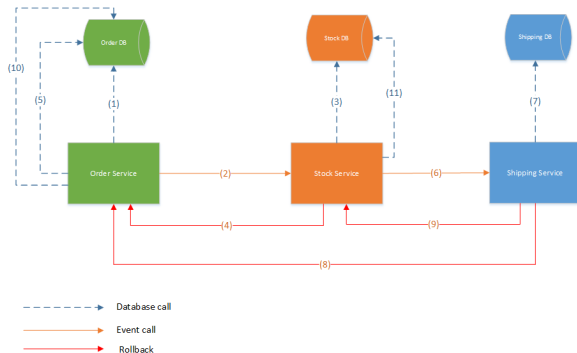 Order DB
Stock DB
Shipping DB
(10)
(5)
(1)
(3)
(11)
(7)
Order Service
(2)
Stock Service
(6)
Shipping Service
(4)
(9)
(8)
Database call
Event call
Rollback